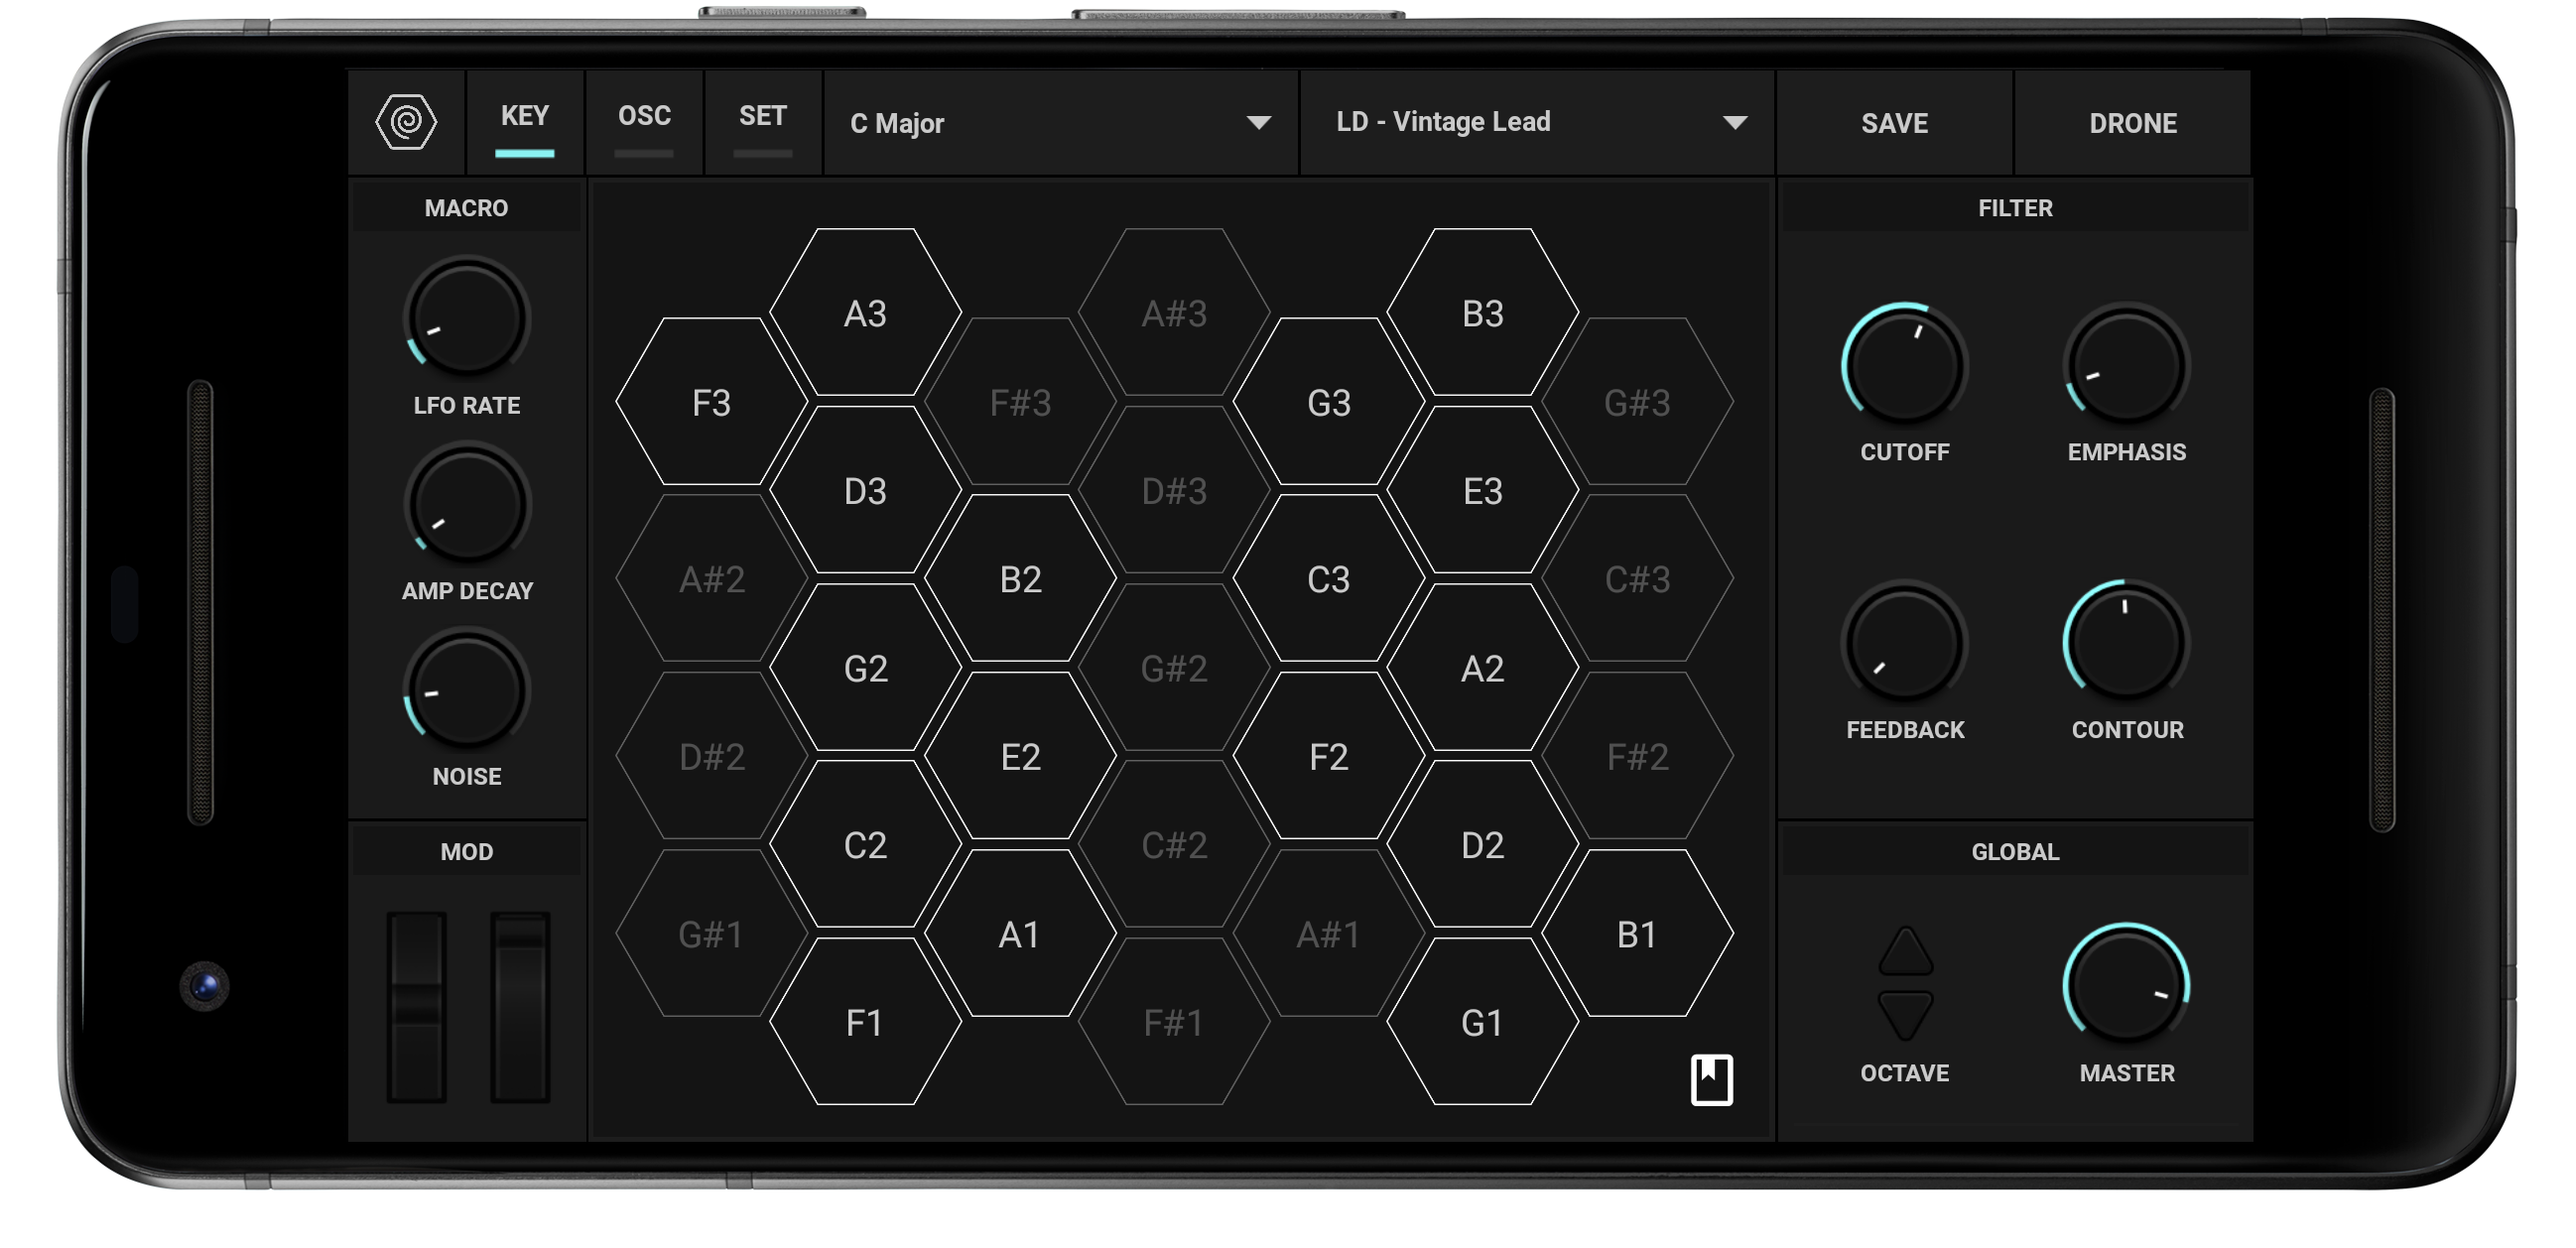 KEY
OSC
SET
C Major
LD - Vintage Lead
SAVE
DRONE
MACRO
LFO RATE
AMP DECAY
NOISE
MOD
A3
A#3
B3
F3
F#3
G3
G#3
D3
D#3
E3
A#2
B2
C3
C#3
G2
G#2
A2
D#2
E2
F2
F#2
C2
C#2
D2
G#1
A1
A#1
B1
F1
F#1
G1
FILTER
CUTOFF
EMPHASIS
FEEDBACK
CONTOUR
GLOBAL
OCTAVE
MASTER